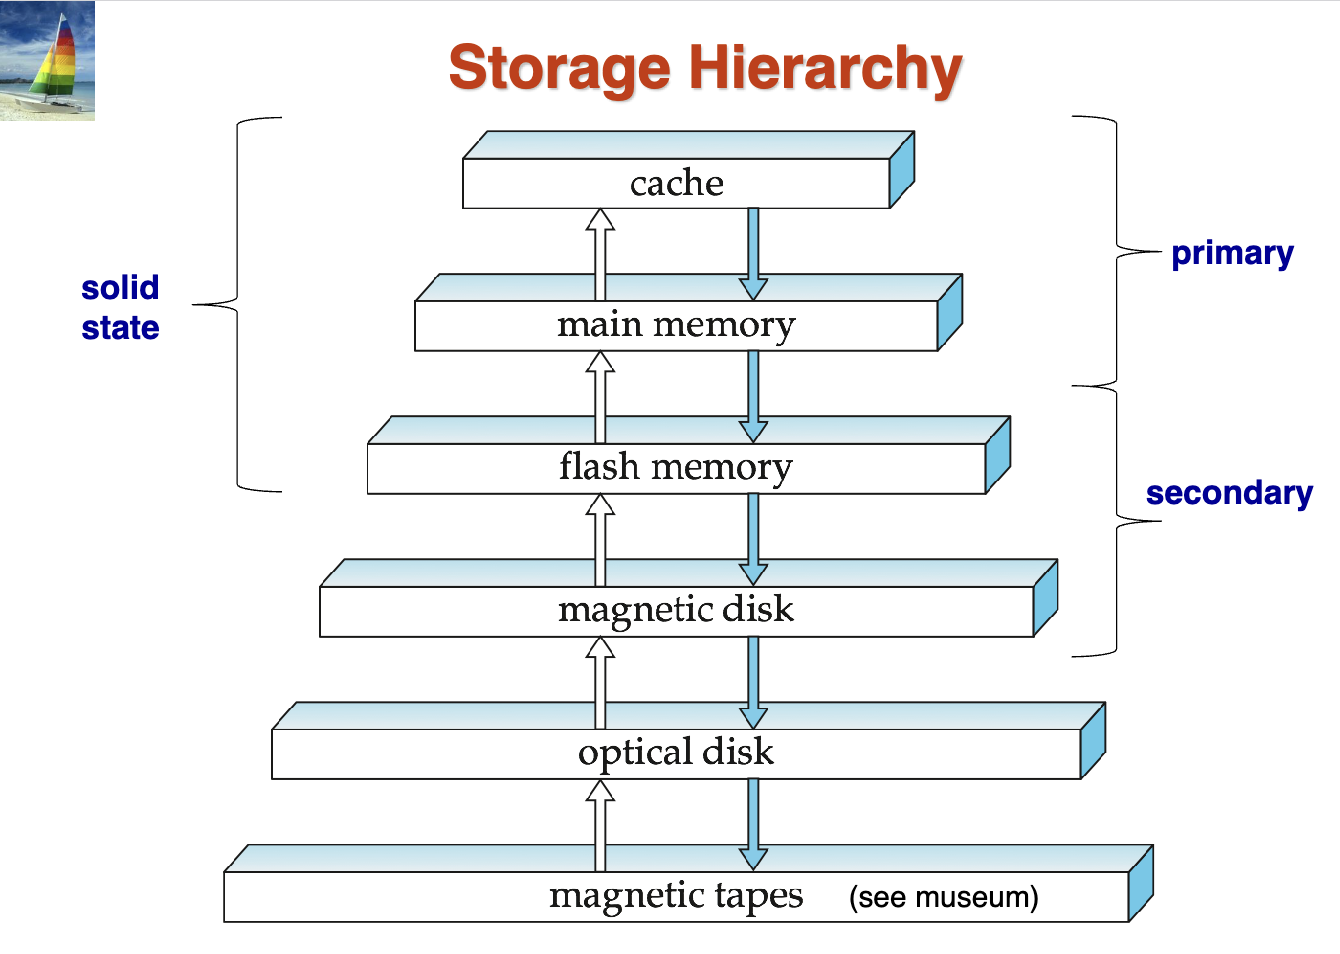 Storage Hierarchy
cache
primary
solid
state
main memory
flash memory
secondary
magnetic disk
optical disk
magnetic tapes (see museum)